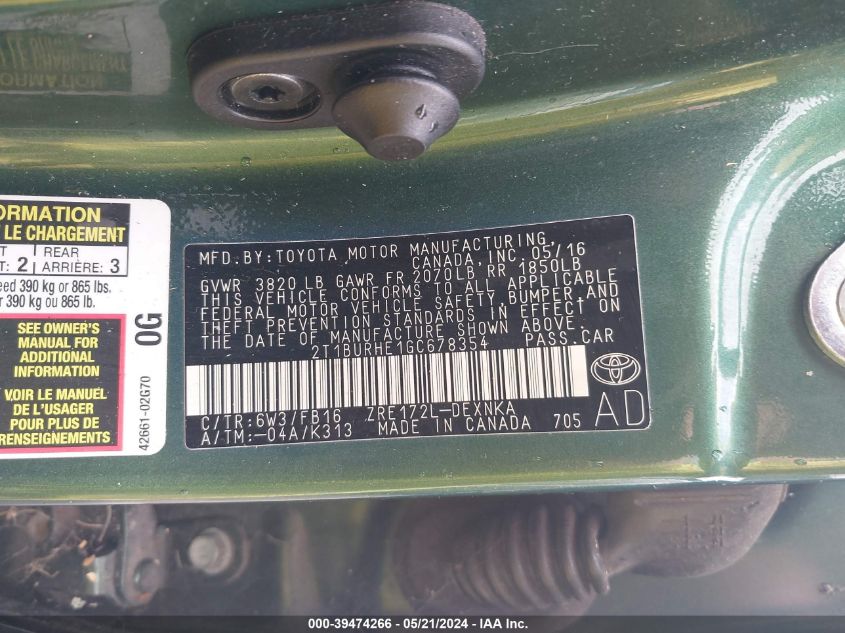 ORMATION
LE CHARGEMENT
REAR
: 2 ARRIÈRE: 3
eed 390 kg or 865 lbs.
r 390 kg ou 865 lb.
SEE OWNER'S
MANUAL FOR
ADDITIONAL
INFORMATION
VOIR LE MANUEL
DE L'USAGER
POUR PLUS DE
RENSEIGNEMENTS
0G
42661-02G70
MFD. BY: TOYOTA MOTOR MANUFACTURING,
CANADA, INC. 05/16
GVWR 3820 LB GAWR FR 2070LB RR 1850LB
THIS VEHICLE CONFORMS TO ALL APPLICABLE
FEDERAL MOTOR VEHICLE SAFETY, BUMPER, AND
THEFT PREVENTION STANDARDS IN EFFECT ON
THE DATE OF MANUFACTURE SHOWN ABOVE.
2T1BURHE1GC678354 PASS. CAR
C/TR: 6W3/FB16 ZRE172L-DEXNKA
A/TM: -04A/K313 MADE IN CANADA 705
AD
000-39474266 - 05/21/2024 - IAA Inc.